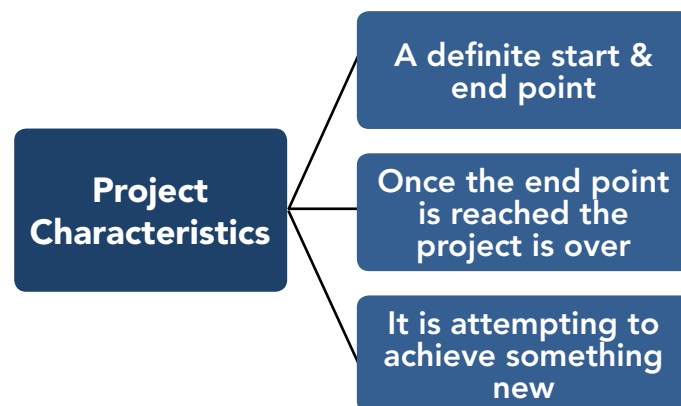 Project
Characteristics
A definite start &
end point
Once the end point
is reached the
project is over
It is attempting to
achieve something
new